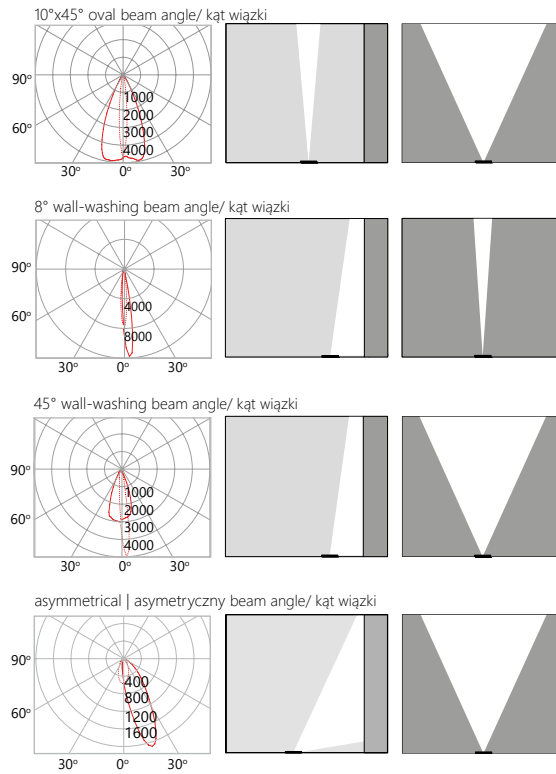 10°x45° oval beam angle/ kąt wiązki
90°
1000
2000
3000
60°
4000
30° 0° 30°
8° wall-washing beam angle/ kąt wiązki
90°
4000
60°
8000
30° 0° 30°
45° wall-washing beam angle/ kąt wiązki
90°
1000
2000
60°
3000
4000
30° 0° 30°
asymmetrical | asymetryczny beam angle/ kąt wiązki
90°
400
800
60°
1200
1600
30° 0° 30°